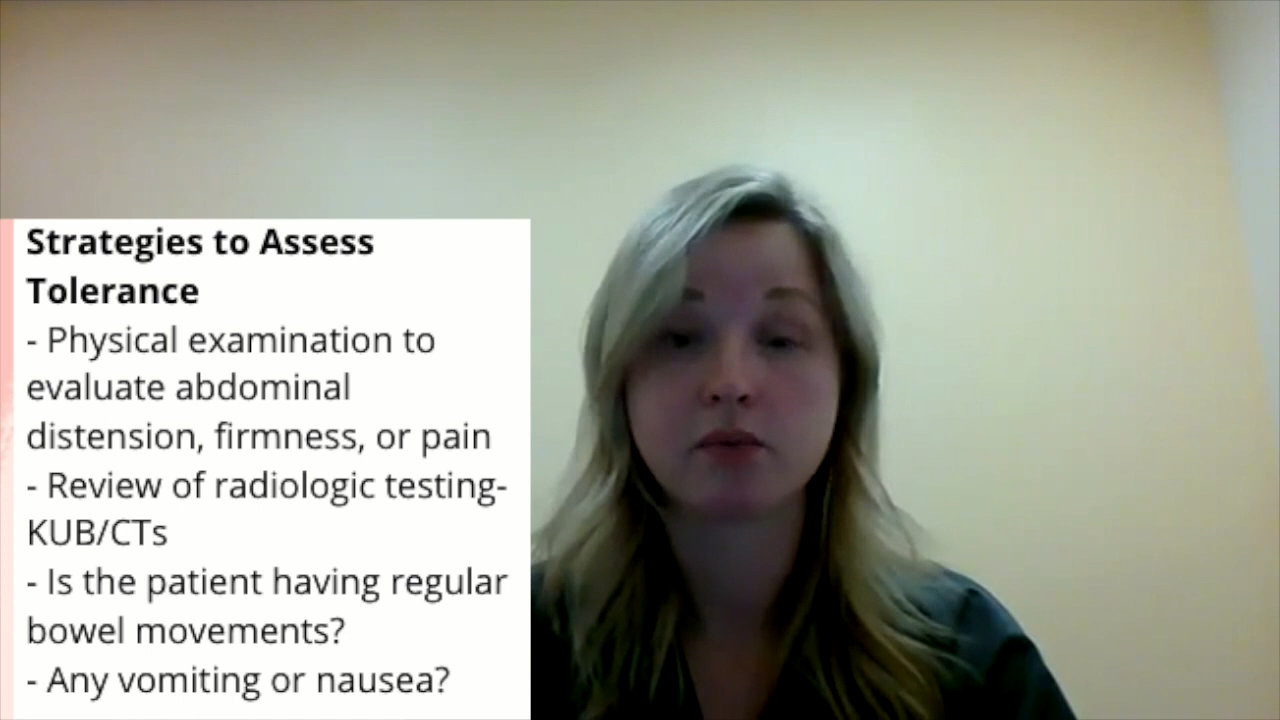 Strategies to Assess
Tolerance
- Physical examination to
evaluate abdominal
distension, firmness, or pain
- Review of radiologic testing-
KUB/CTs
- Is the patient having regular
bowel movements?
- Any vomiting or nausea?